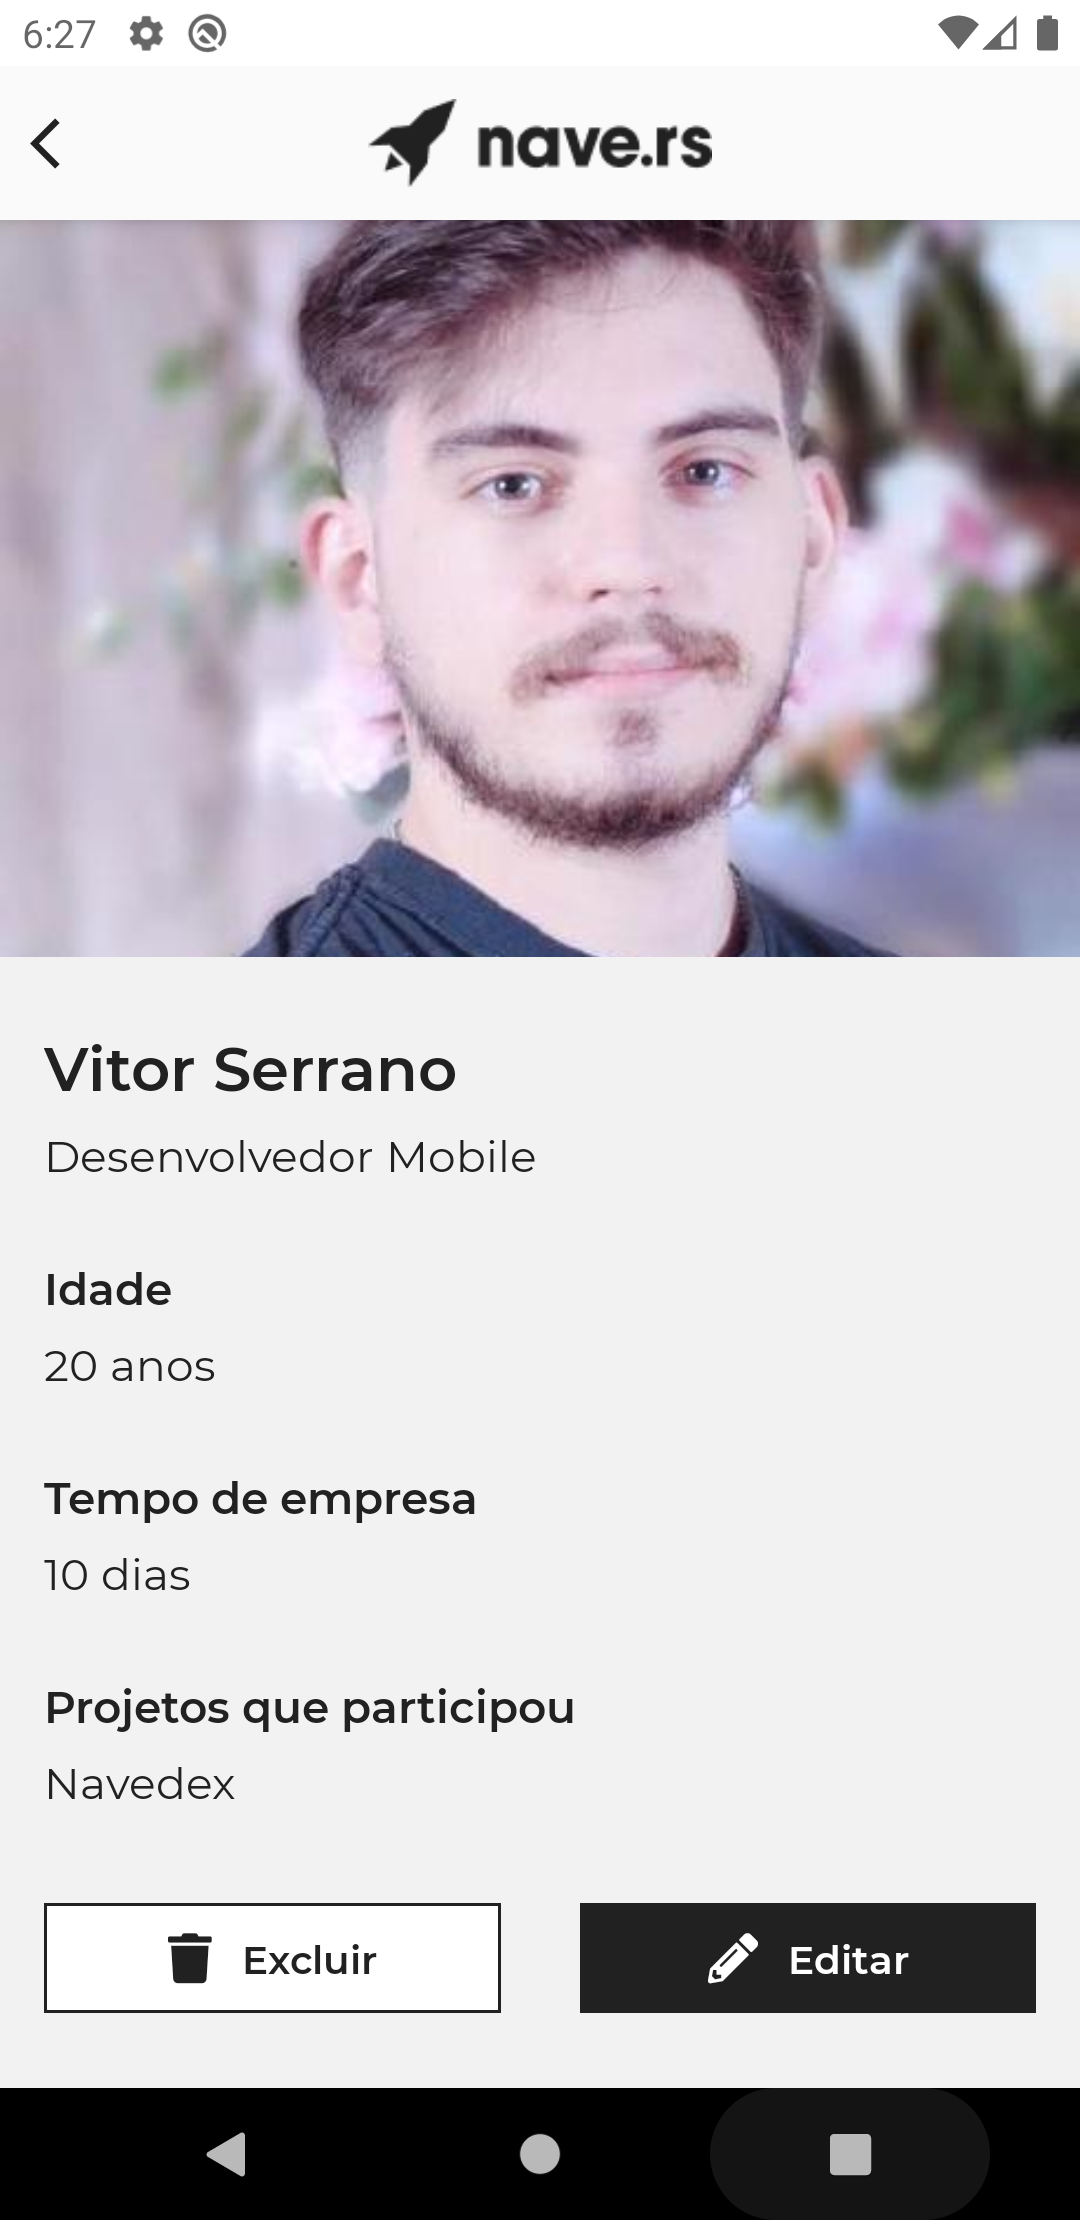 6:27
nave.rs
Vitor Serrano
Desenvolvedor Mobile
Idade
20 anos
Tempo de empresa
10 dias
Projetos que participou
Navedex
Excluir
Editar